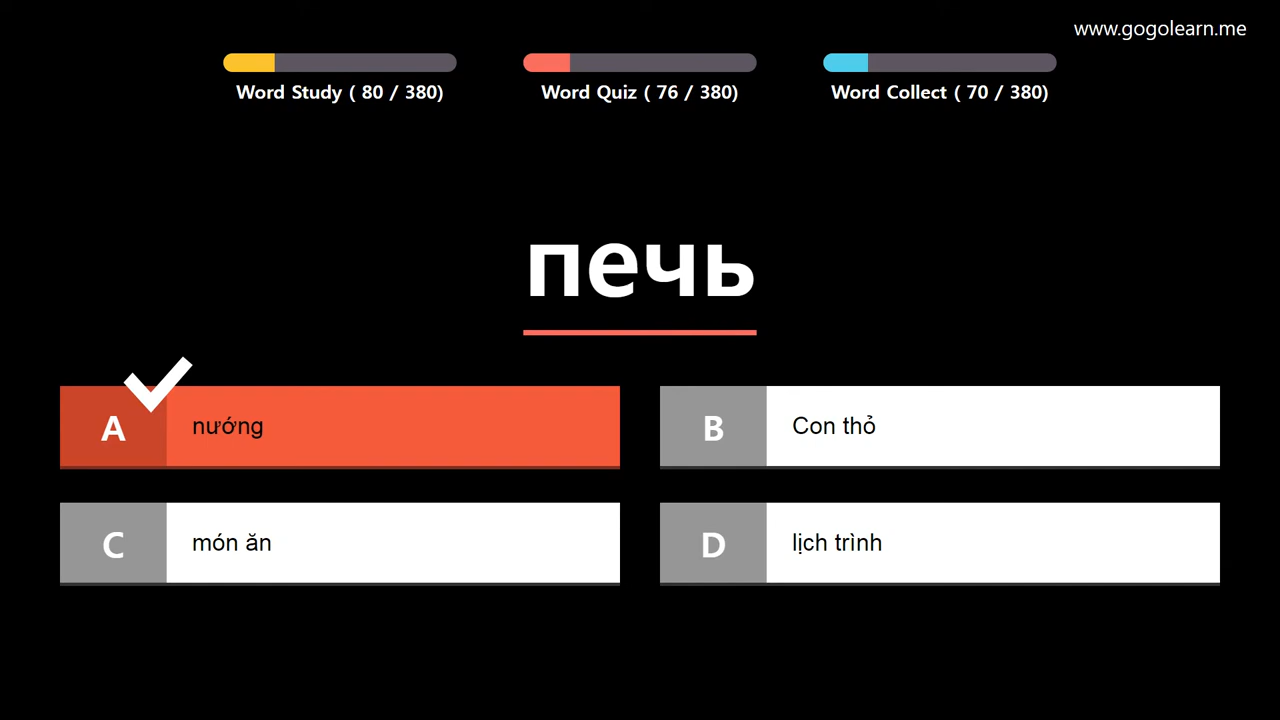 www.gogolearn.me
Word Study ( 80 / 380)
Word Quiz ( 76 / 380)
Word Collect ( 70 / 380)
печь
A
nướng
B
Con thỏ
C
món ăn
D
lịch trình